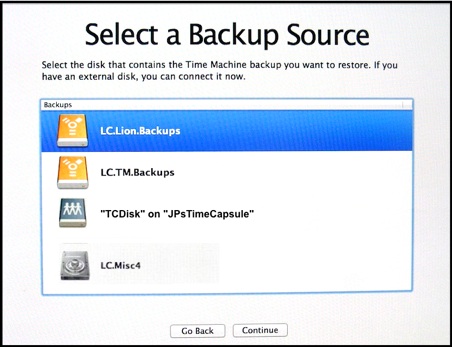 Select a Backup Source
Select the disk that contains the Time Machine backup you want to restore. If you
have an external disk, you can connect it now.
Backups
LC.Lion.Backups
LC.TM.Backups
"TCDisk" on "JPsTimeCapsule"
LC.Misc4
Go Back
Continue